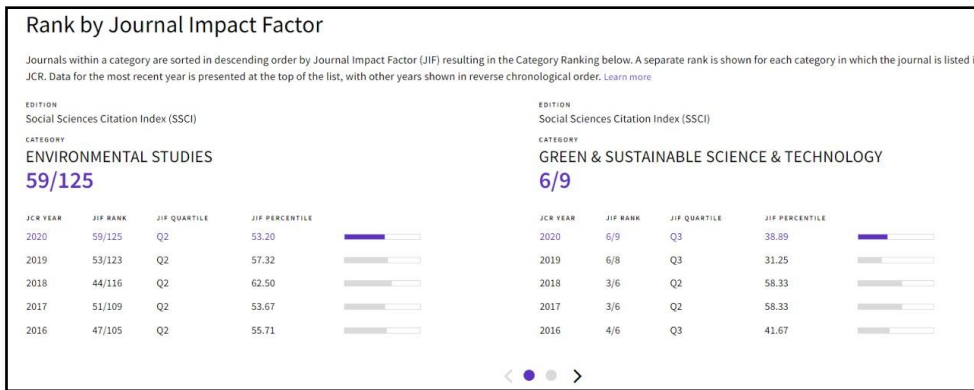 Rank by Journal Impact Factor
Journals within a category are sorted in descending order by Journal Impact Factor (JIF) resulting in the Category Ranking below. A separate rank is shown for each category in which the journal is listed i
JCR. Data for the most recent year is presented at the top of the list, with other years shown in reverse chronological order. Learn more
EDITION
Social Sciences Citation Index (SSCI)
CATEGORY
ENVIRONMENTAL STUDIES
59/125
JCR YEAR JIF RANK JIF QUARTILE JIF PERCENTILE
2020 59/125 Q2 53.20
2019 53/123 Q2 57.32
2018 44/116 Q2 62.50
2017 51/109 Q2 53.67
2016 47/105 Q2 55.71
EDITION
Social Sciences Citation Index (SSCI)
CATEGORY
GREEN & SUSTAINABLE SCIENCE & TECHNOLOGY
6/9
JCR YEAR JIF RANK JIF QUARTILE JIF PERCENTILE
2020 6/9 Q3 38.89
2019 6/8 Q3 31.25
2018 3/6 Q2 58.33
2017 3/6 Q2 58.33
2016 4/6 Q3 41.67